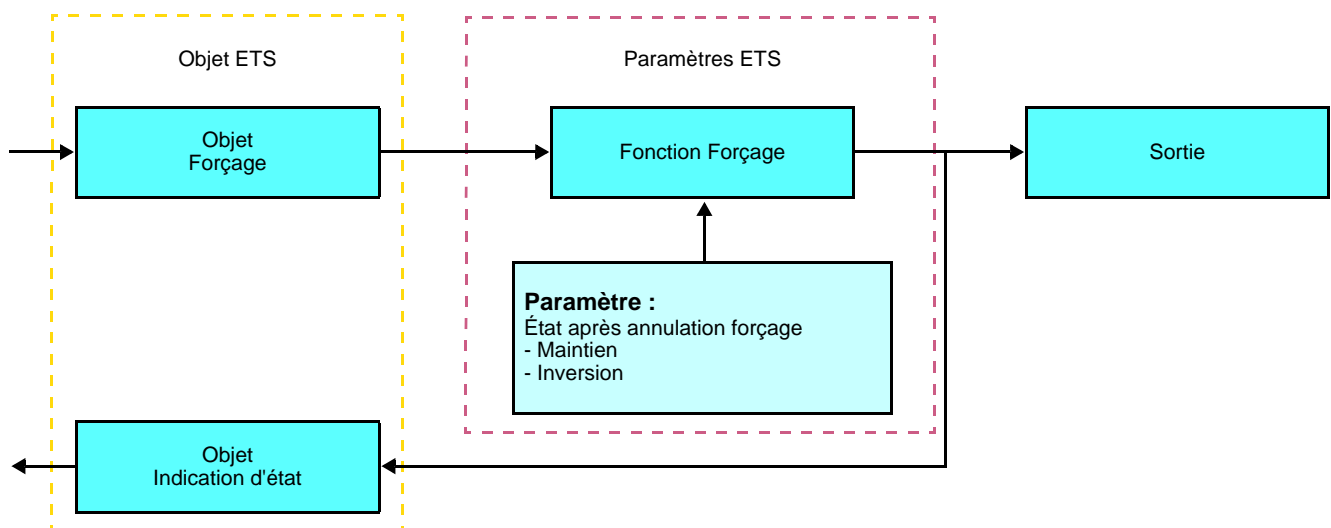 Objet ETS
Paramètres ETS
Objet
Forçage
Fonction Forçage
Sortie
Paramètre :
État après annulation forçage
- Maintien
- Inversion
Objet
Indication d'état